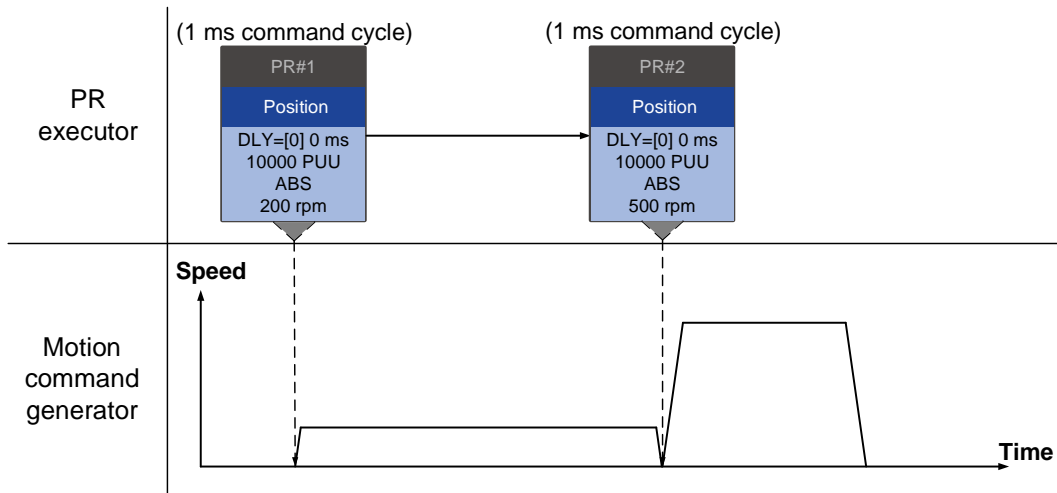 (1 ms command cycle)
(1 ms command cycle)
PR
executor
PR#1
Position
DLY=[0] 0 ms
10000 PUU
ABS
200 rpm
PR#2
Position
DLY=[0] 0 ms
10000 PUU
ABS
500 rpm
Motion
command
generator
Speed
Time